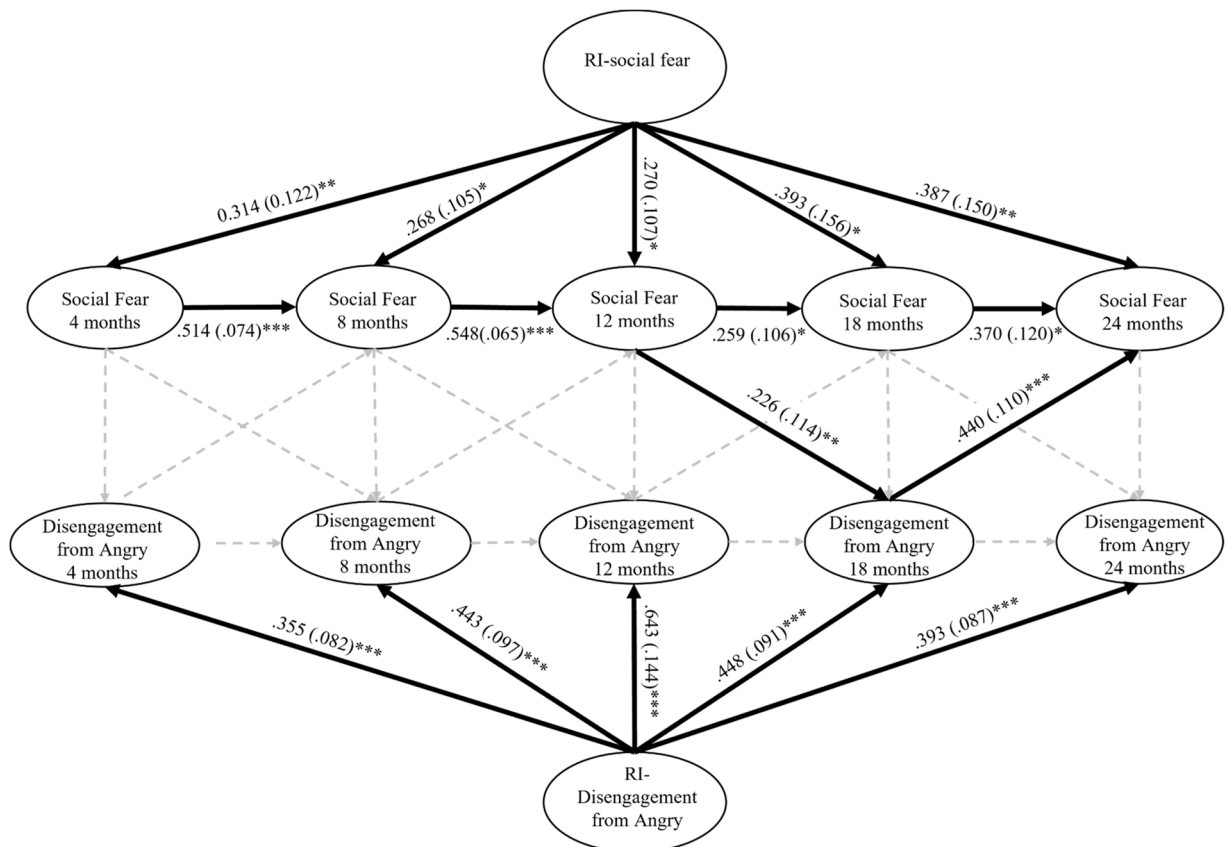 RI-social fear
0.314 (0.122)**
.268 (.105)*
.270 (.107)*
.393 (.156)*
.387 (.150)**
Social Fear
4 months
Social Fear
8 months
Social Fear
12 months
Social Fear
18 months
Social Fear
24 months
.514 (.074)***
.548(.065)***
.259 (.106)*
.370 (.120)*
.226 (.114)**
.440 (.110)***
Disengagement
from Angry
4 months
Disengagement
from Angry
8 months
Disengagement
from Angry
12 months
Disengagement
from Angry
18 months
Disengagement
from Angry
24 months
.355 (.082)***
.443 (.097)***
.643 (.144)***
.448 (.091)***
.393 (.087)***
RI-
Disengagement
from Angry